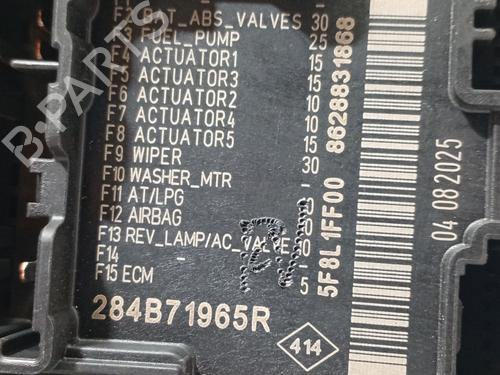 F2 BAT_ABS_VALVES 30
F3 FUEL_PUMP 25
F4 ACTUATOR1 15
F5 ACTUATOR3 15
F6 ACTUATOR2 10
F7 ACTUATOR4 10
F8 ACTUATOR5 15
F9 WIPER 30
F10 WASHER_MTR
F11 AT/LPG
F12 AIRBAG
F13 REV_LAMP/AC_VALVE
F14 -
F15 ECM 5
284B71965R
414
5F8L1FF00 8628831868
04 08 2025
B-PARTS